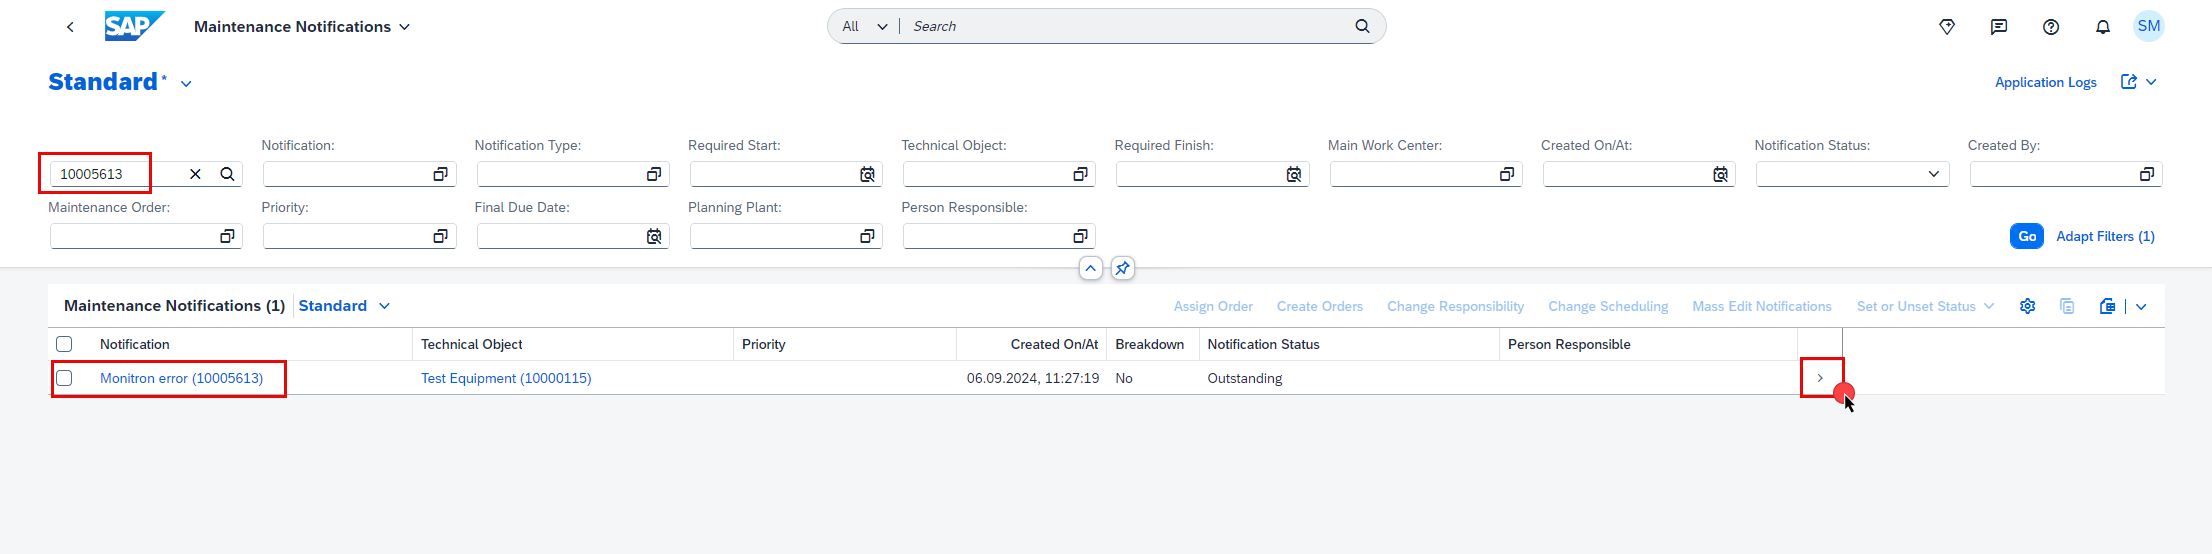 SAP Maintenance Notifications All Search SM
Standard * Application Logs
Notification: Notification Type: Required Start: Technical Object: Required Finish: Main Work Center: Created On/At: Notification Status: Created By:
10005613
Maintenance Order: Priority: Final Due Date: Planning Plant: Person Responsible:
Go Adapt Filters (1)
Maintenance Notifications (1) Standard Assign Order Create Orders Change Responsibility Change Scheduling Mass Edit Notifications Set or Unset Status
Notification Technical Object Priority Created On/At Breakdown Notification Status Person Responsible
Monitron error (10005613) Test Equipment (10000115) 06.09.2024, 11:27:19 No Outstanding